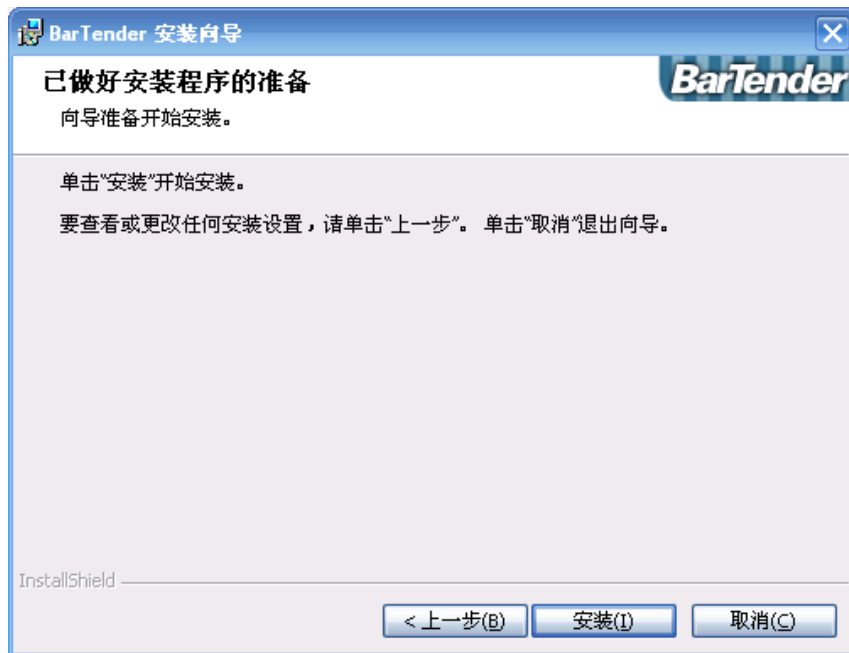 BarTender 安装向导
已做好安装程序的准备
BarTender
向导准备开始安装。
单击“安装”开始安装。
要查看或更改任何安装设置，请单击“上一步”。 单击“取消”退出向导。
InstallShield
< 上一步(B)
安装(I)
取消(C)